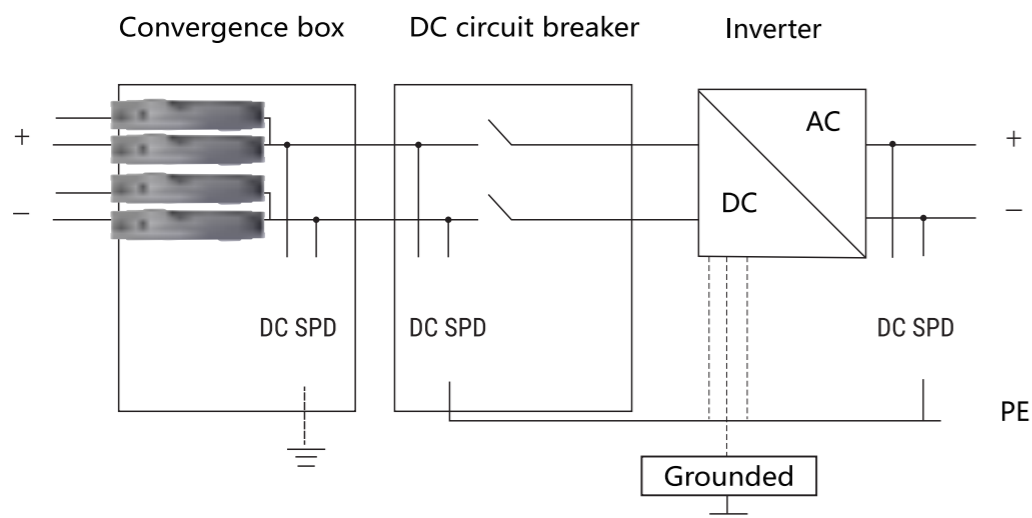 Convergence box
DC circuit breaker
Inverter
+
AC
+
−
DC
−
DC SPD
DC SPD
DC SPD
PE
Grounded